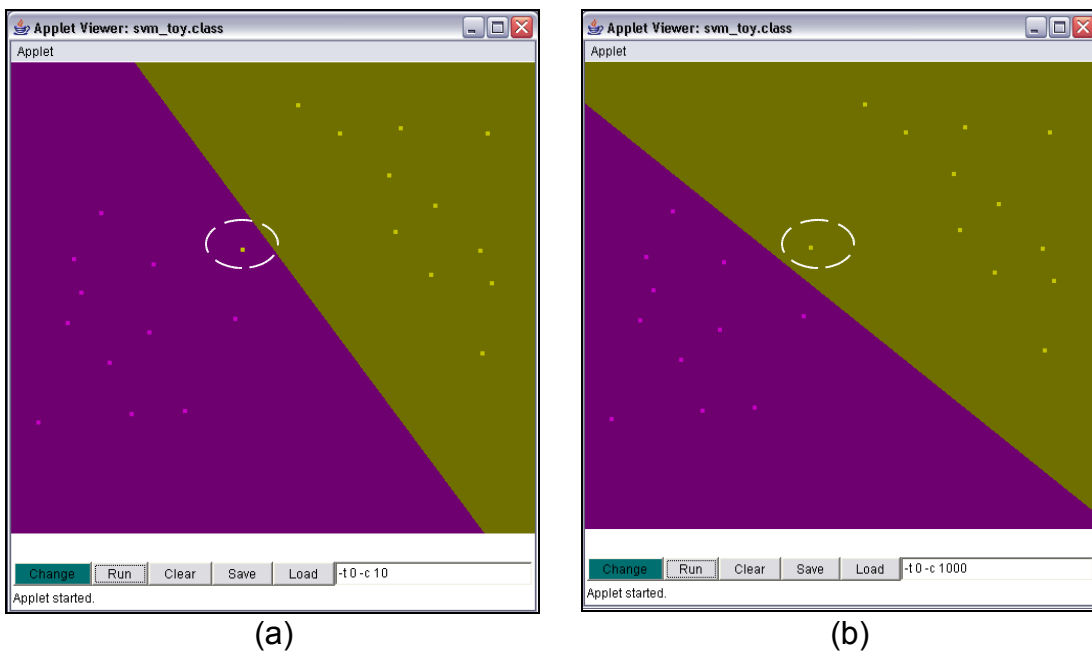 Applet Viewer: svm_toy.class
Applet
Change Run Clear Save Load -t 0 -c 10
Applet started.
(a)
Applet Viewer: svm_toy.class
Applet
Change Run Clear Save Load -t 0 -c 1000
Applet started.
(b)